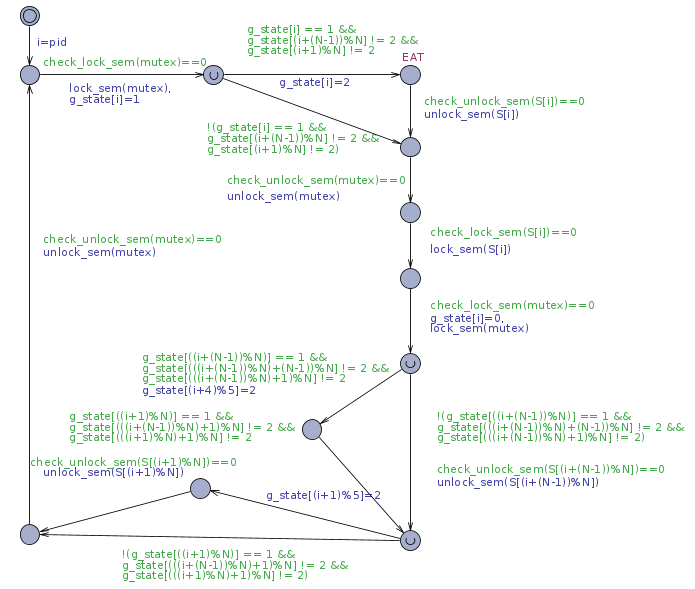 g_state[i] == 1 &&
g_state[(i+(N-1))%N] != 2 &&
g_state[(i+1)%N] != 2
i=pid
EAT
check_lock_sem(mutex)==0
g_state[i]=2
lock_sem(mutex),
g_state[i]=1
check_unlock_sem(S[i])==0
unlock_sem(S[i])
!(g_state[i] == 1 &&
g_state[(i+(N-1))%N] != 2 &&
g_state[(i+1)%N] != 2)
check_unlock_sem(mutex)==0
unlock_sem(mutex)
check_lock_sem(S[i])==0
lock_sem(S[i])
check_unlock_sem(mutex)==0
unlock_sem(mutex)
check_lock_sem(mutex)==0
g_state[i]=0,
lock_sem(mutex)
g_state[((i+(N-1))%N)] == 1 &&
g_state[(((i+(N-1))%N)+(N-1))%N] != 2 &&
g_state[(((i+(N-1))%N)+1)%N] != 2
g_state[(i+4)%5]=2
g_state[((i+1)%N)] == 1 &&
g_state[(((i+(N-1))%N)+1)%N] != 2 &&
g_state[(((i+1)%N)+1)%N] != 2
!(g_state[((i+(N-1))%N)] == 1 &&
g_state[(((i+(N-1))%N)+(N-1))%N] != 2 &&
g_state[(((i+(N-1))%N)+1)%N] != 2)
check_unlock_sem(S[(i+1)%N])==0
unlock_sem(S[(i+1)%N])
check_unlock_sem(S[(i+(N-1))%N])==0
unlock_sem(S[(i+(N-1))%N])
g_state[(i+1)%5]=2
!(g_state[((i+1)%N)] == 1 &&
g_state[(((i+(N-1))%N)+1)%N] != 2 &&
g_state[(((i+1)%N)+1)%N] != 2)